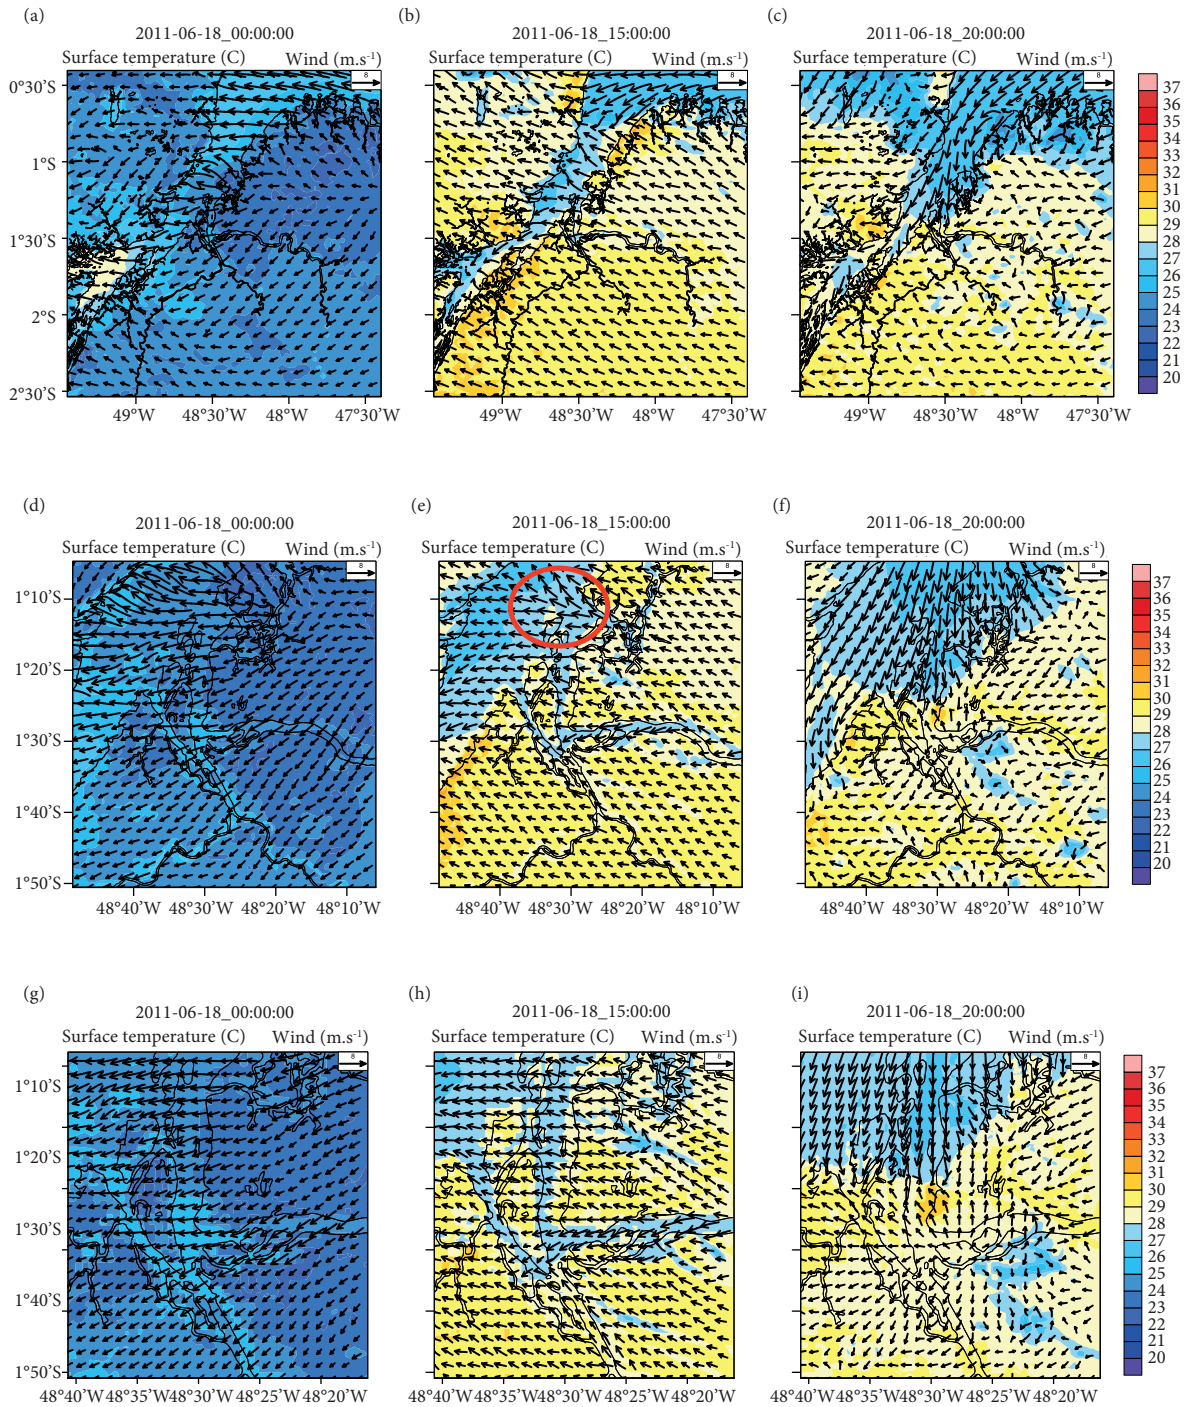 (a)
(b)
(c)
2011-06-18_00:00:00
2011-06-18_15:00:00
2011-06-18_20:00:00
Surface temperature (C) Wind (m.s⁻¹)
Surface temperature (C) Wind (m.s⁻¹)
Surface temperature (C) Wind (m.s⁻¹)
8
8
8
0°30'S
1°S
1°30'S
2°S
2°30'S
49°W 48°30'W 48°W 47°30'W
49°W 48°30'W 48°W 47°30'W
49°W 48°30'W 48°W 47°30'W
37
36
35
34
33
32
31
30
29
28
27
26
25
24
23
22
21
20
(d)
(e)
(f)
2011-06-18_00:00:00
2011-06-18_15:00:00
2011-06-18_20:00:00
Surface temperature (C) Wind (m.s⁻¹)
Surface temperature (C) Wind (m.s⁻¹)
Surface temperature (C) Wind (m.s⁻¹)
8
8
8
1°10'S
1°20'S
1°30'S
1°40'S
1°50'S
48°40'W 48°30'W 48°20'W 48°10'W
48°40'W 48°30'W 48°20'W 48°10'W
48°40'W 48°30'W 48°20'W 48°10'W
37
36
35
34
33
32
31
30
29
28
27
26
25
24
23
22
21
20
(g)
(h)
(i)
2011-06-18_00:00:00
2011-06-18_15:00:00
2011-06-18_20:00:00
Surface temperature (C) Wind (m.s⁻¹)
Surface temperature (C) Wind (m.s⁻¹)
Surface temperature (C) Wind (m.s⁻¹)
8
8
8
1°10'S
1°20'S
1°30'S
1°40'S
1°50'S
48°40'W 48°35'W 48°30'W 48°25'W 48°20'W
48°40'W 48°35'W 48°30'W 48°25'W 48°20'W
48°40'W 48°35'W 48°30'W 48°25'W 48°20'W
37
36
35
34
33
32
31
30
29
28
27
26
25
24
23
22
21
20